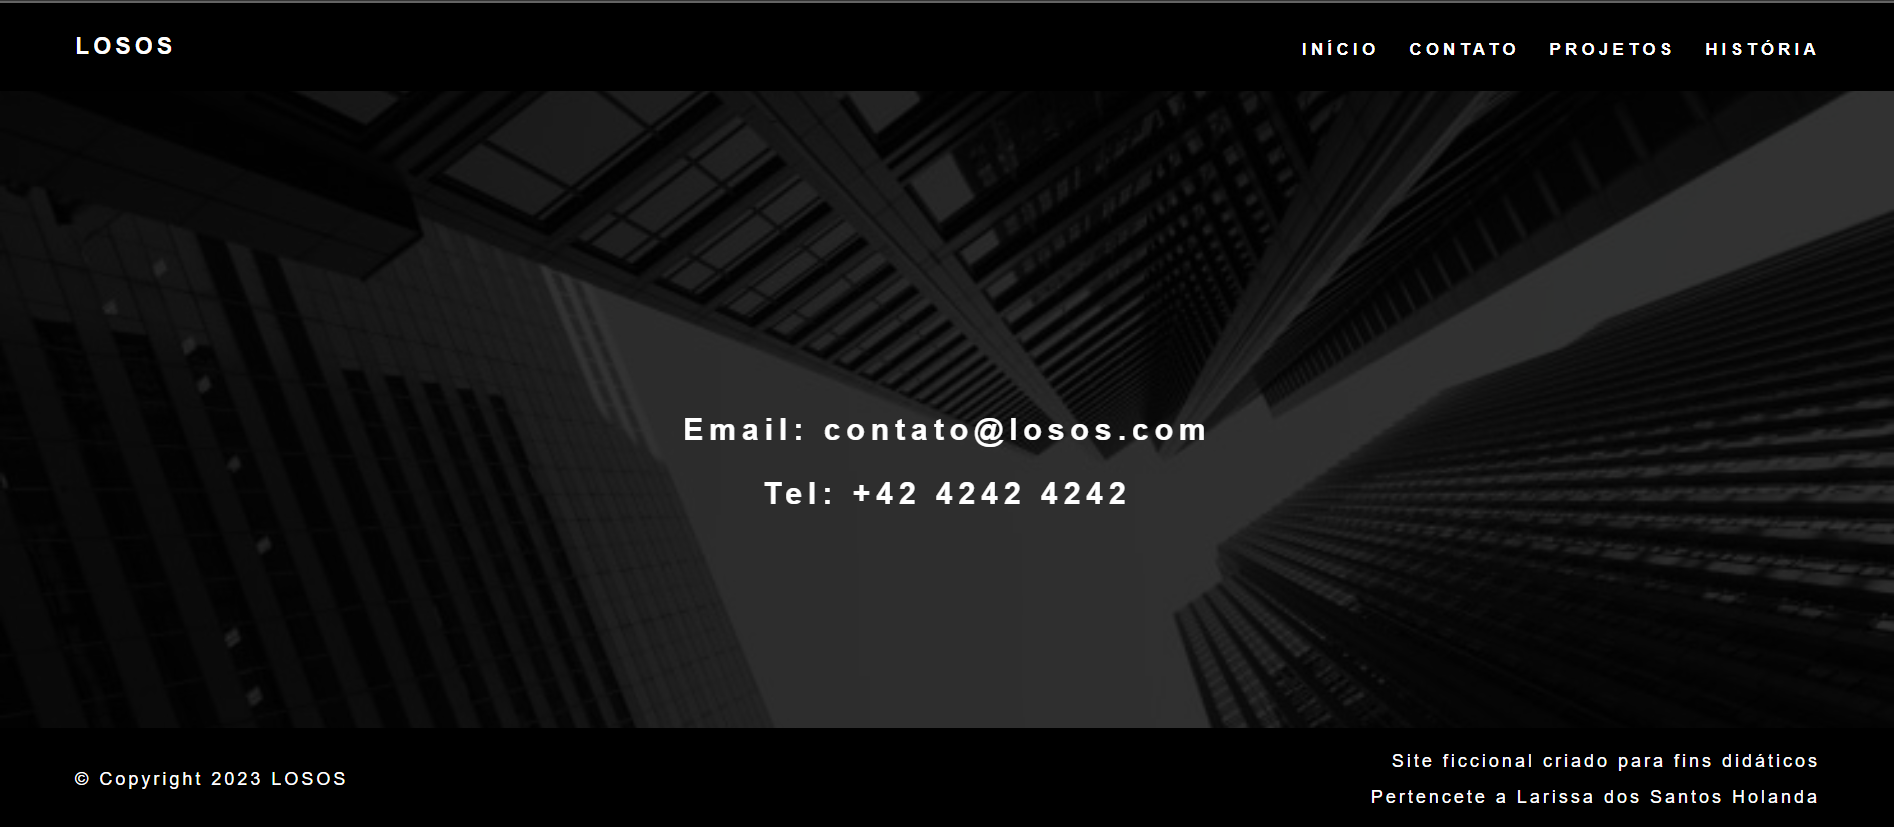 LOSOS
INÍCIO CONTATO PROJETOS HISTÓRIA
Email: contato@losos.com
Tel: +42 4242 4242
© Copyright 2023 LOSOS
Site ficcional criado para fins didáticos
Pertencete a Larissa dos Santos Holanda